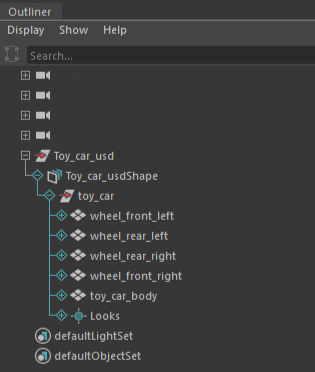 Outliner
Display Show Help
Search...
Toy_car_usd
Toy_car_usdShape
toy_car
wheel_front_left
wheel_rear_left
wheel_rear_right
wheel_front_right
toy_car_body
Looks
defaultLightSet
defaultObjectSet